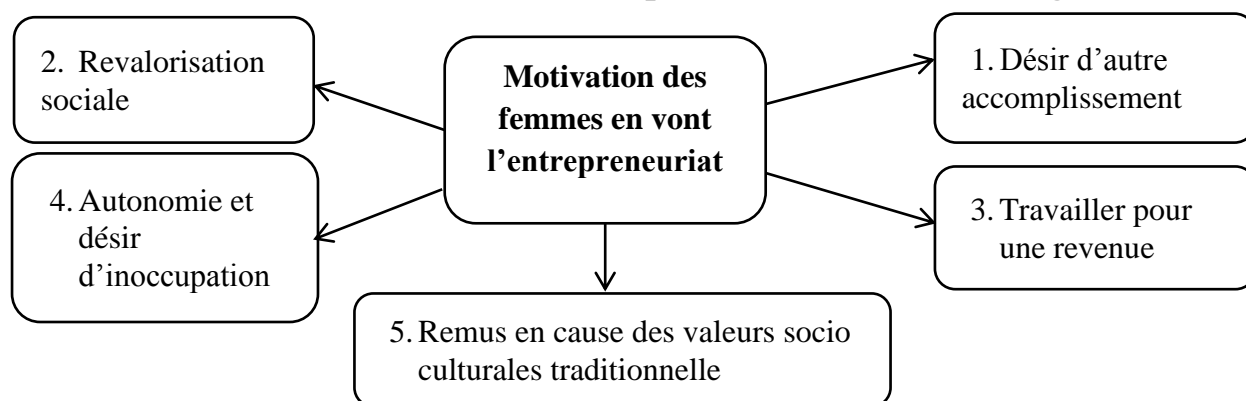 Motivation des
femmes en vont
l’entrepreneuriat
1. Désir d’autre
accomplissement
2. Revalorisation
sociale
3. Travailler pour
une revenue
4. Autonomie et
désir
d’inoccupation
5. Remus en cause des valeurs socio
culturales traditionnelle